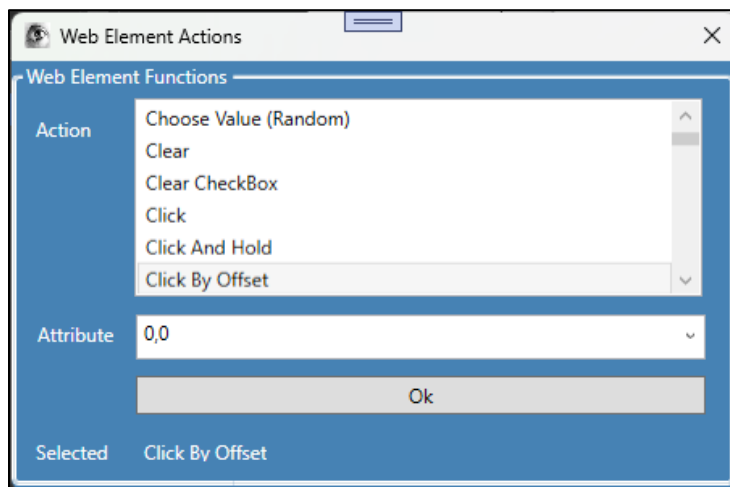 Web Element Actions
Web Element Functions
Action
Choose Value (Random)
Clear
Clear CheckBox
Click
Click And Hold
Click By Offset
Attribute
0,0
Ok
Selected
Click By Offset